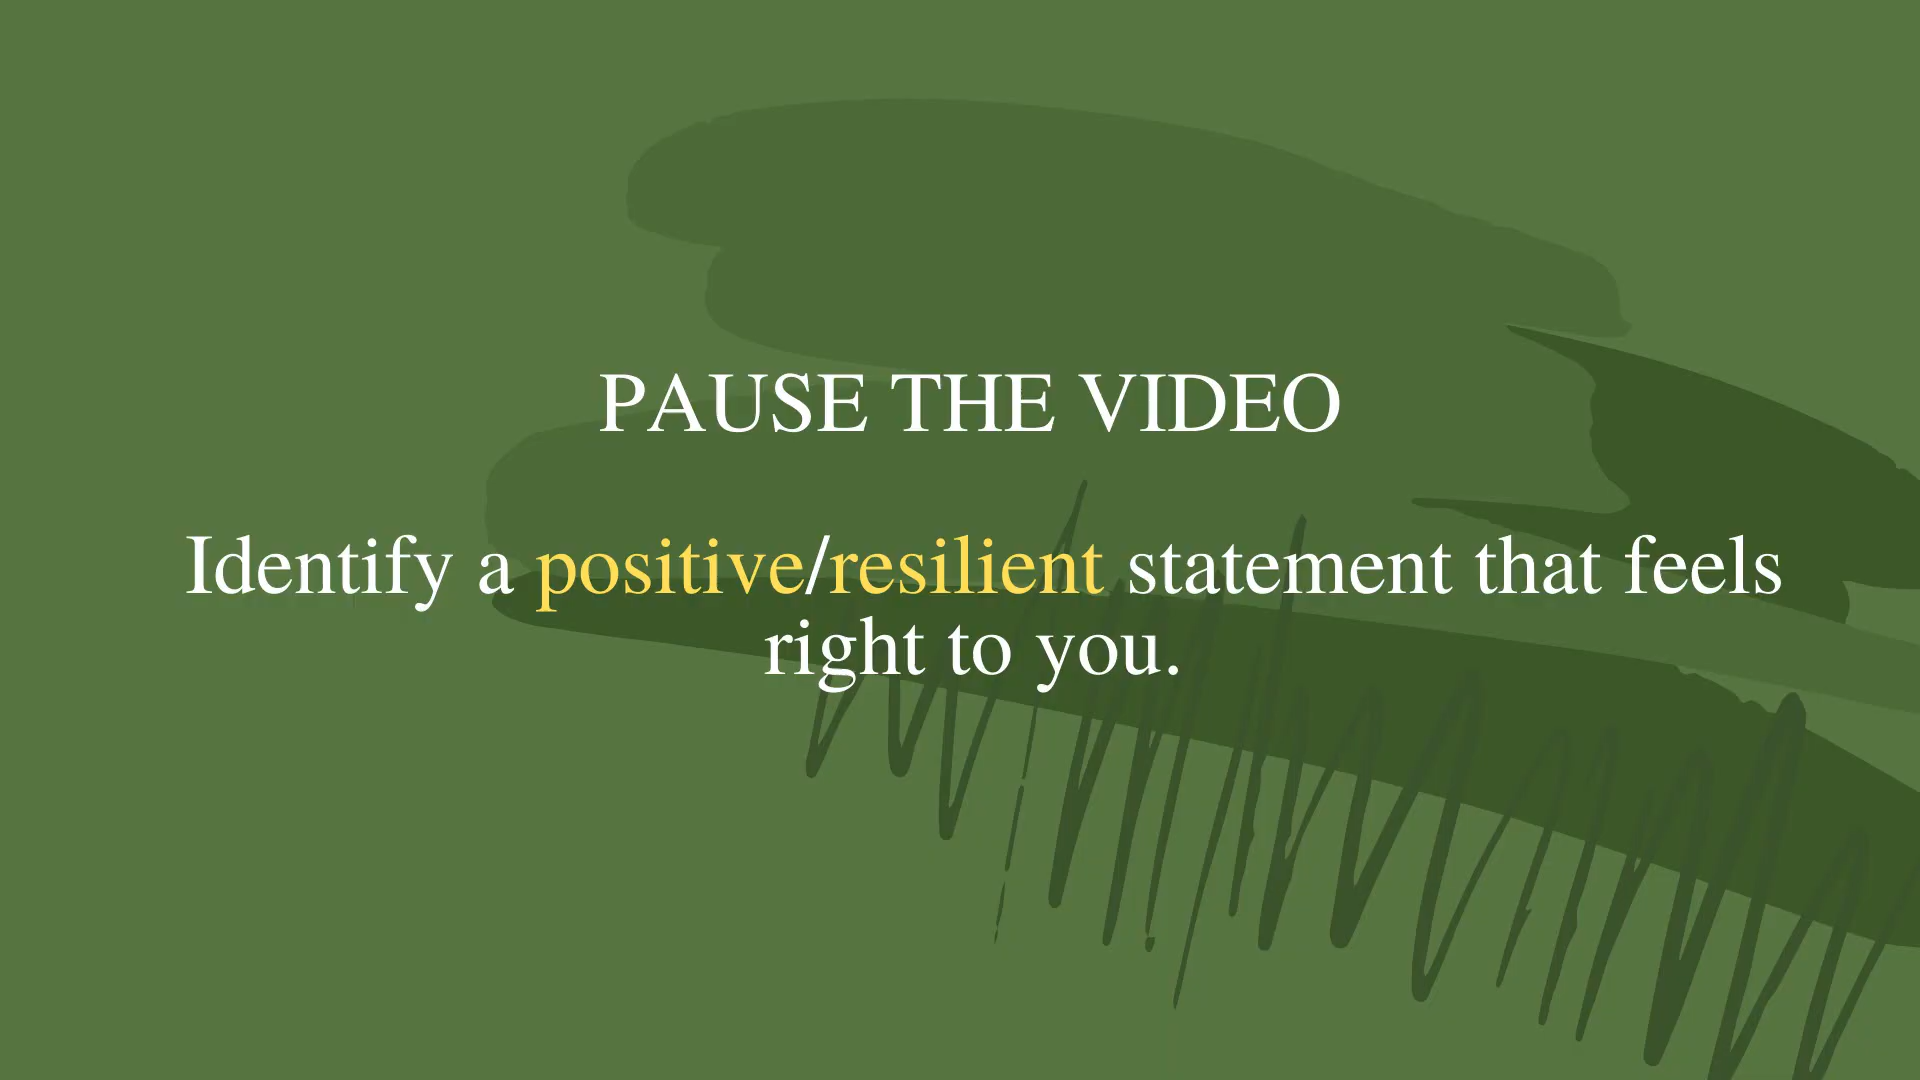 PAUSE THE VIDEO
Identify a positive/resilient statement that feels
right to you.